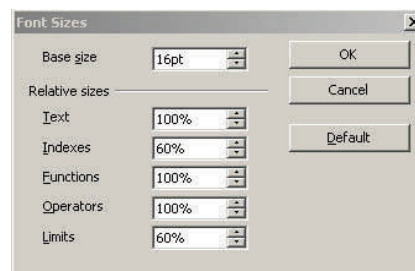 Font Sizes
Base size 16pt OK
Relative sizes Cancel
Text 100% Default
Indexes 60%
Functions 100%
Operators 100%
Limits 60%